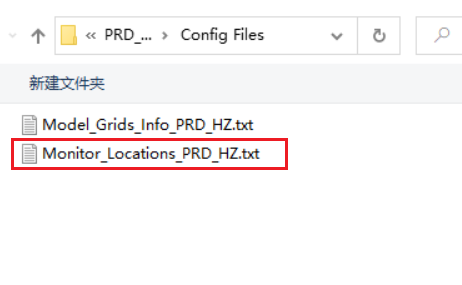 « PRD_... > Config Files
新建文件夹
Model_Grids_Info_PRD_HZ.txt
Monitor_Locations_PRD_HZ.txt